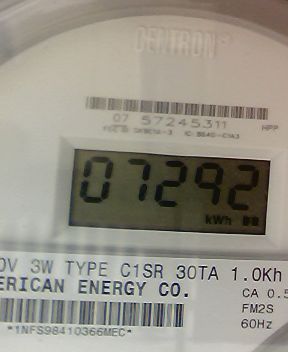 CENTRON®
07 57245311
HPP
07292
kWh
0V 3W TYPE C1SR 30TA 1.0Kh
ERICAN ENERGY CO.
CA 0.5
FM2S
60Hz
*1NFS98410366MEC*